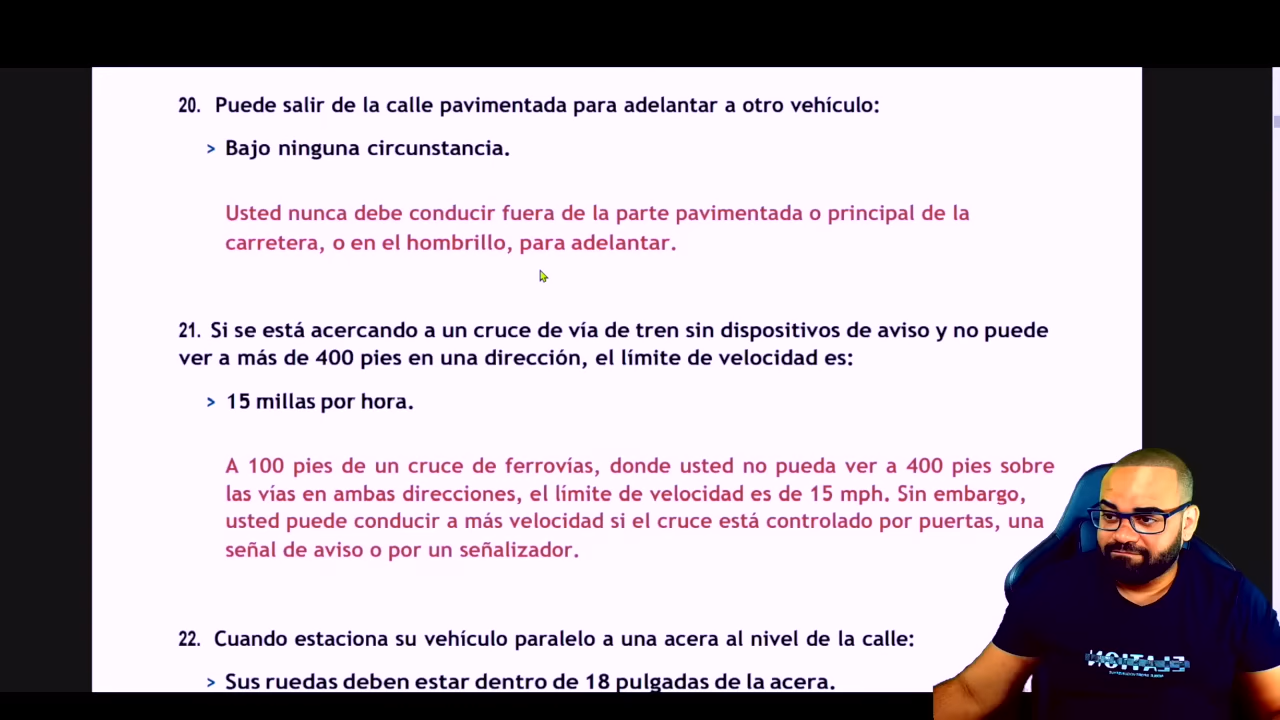 20. Puede salir de la calle pavimentada para adelantar a otro vehículo:
> Bajo ninguna circunstancia.
Usted nunca debe conducir fuera de la parte pavimentada o principal de la
carretera, o en el hombrillo, para adelantar.
21. Si se está acercando a un cruce de vía de tren sin dispositivos de aviso y no puede
ver a más de 400 pies en una dirección, el límite de velocidad es:
> 15 millas por hora.
A 100 pies de un cruce de ferrovías, donde usted no pueda ver a 400 pies sobre
las vías en ambas direcciones, el límite de velocidad es de 15 mph. Sin embargo,
usted puede conducir a más velocidad si el cruce está controlado por puertas, una
señal de aviso o por un señalizador.
22. Cuando estaciona su vehículo paralelo a una acera al nivel de la calle:
> Sus ruedas deben estar dentro de 18 pulgadas de la acera.